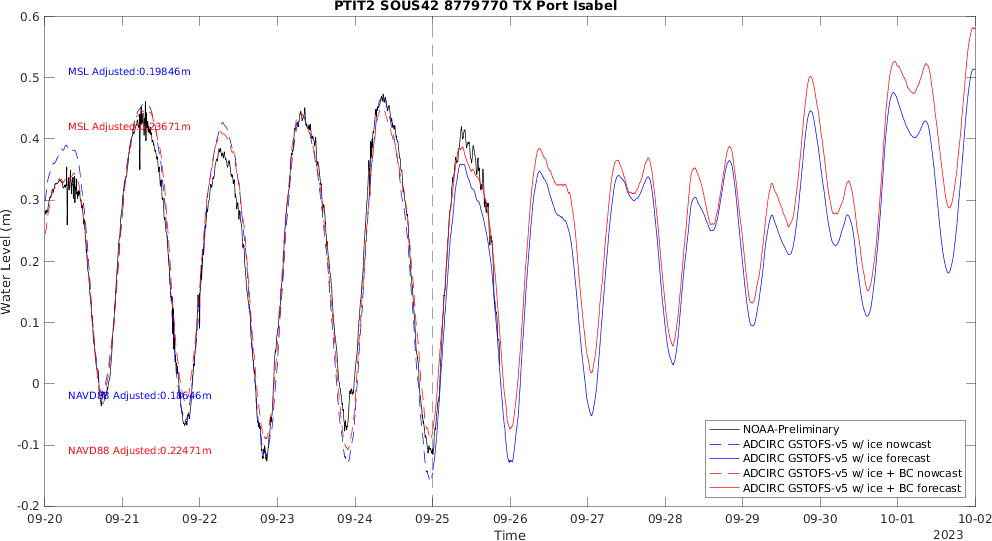 PTIT2 SOUS42 8779770 TX Port Isabel
0.6
0.5
0.4
0.3
0.2
0.1
0
-0.1
-0.2
Water Level (m)
MSL Adjusted:0.19846m
MSL Adjusted:0.23671m
NAVD88 Adjusted:0.18646m
NAVD88 Adjusted:0.22471m
NOAA-Preliminary
ADCIRC GSTOFS-v5 w/ ice nowcast
ADCIRC GSTOFS-v5 w/ ice forecast
ADCIRC GSTOFS-v5 w/ ice + BC nowcast
ADCIRC GSTOFS-v5 w/ ice + BC forecast
09-20 09-21 09-22 09-23 09-24 09-25 09-26 09-27 09-28 09-29 09-30 10-01 10-02
Time
2023